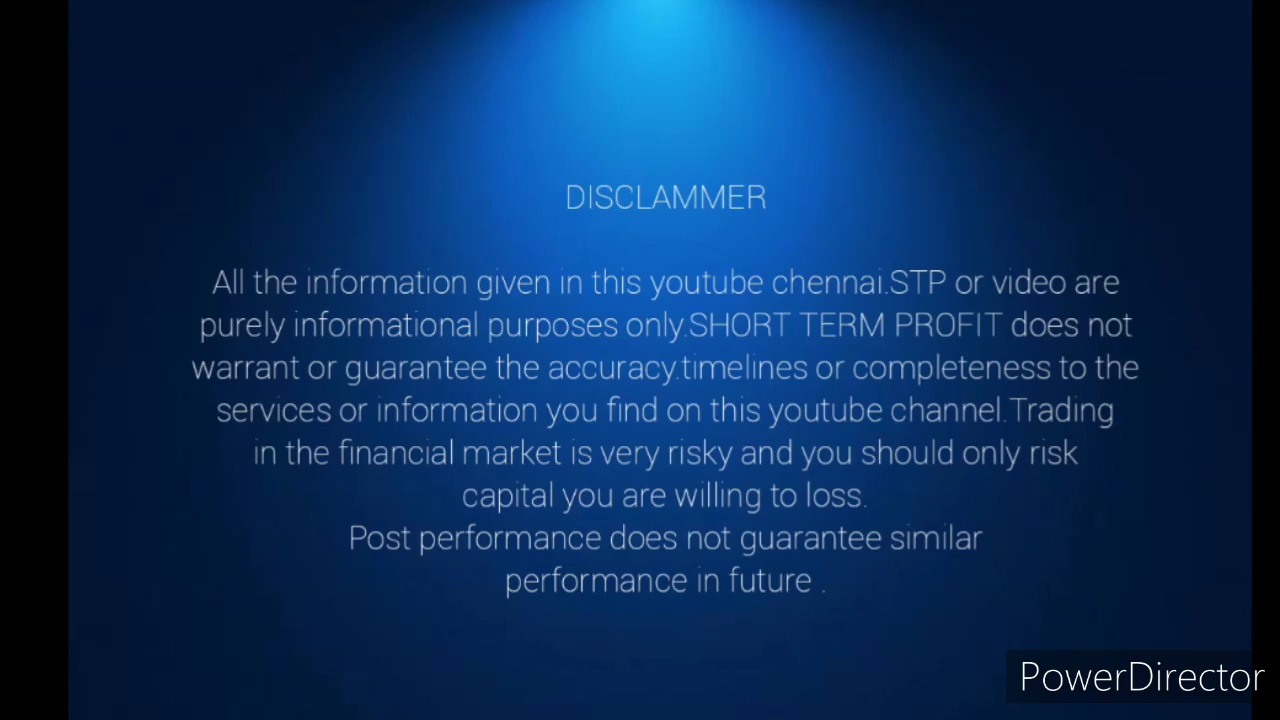 DISCLAMMER
All the information given in this youtube chennai.STP or video are
purely informational purposes only.SHORT TERM PROFIT does not
warrant or guarantee the accuracy.timelines or completeness to the
services or information you find on this youtube channel.Trading
in the financial market is very risky and you should only risk
capital you are willing to loss.
Post performance does not guarantee similar
performance in future .
PowerDirector